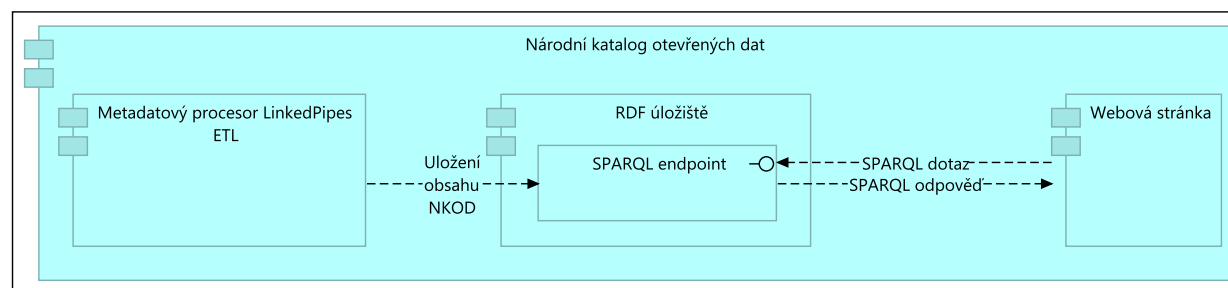 Národní katalog otevřených dat
Metadatový procesor LinkedPipes
ETL
RDF úložiště
Webová stránka
Uložení
obsahu
NKOD
SPARQL endpoint
SPARQL dotaz
SPARQL odpověď